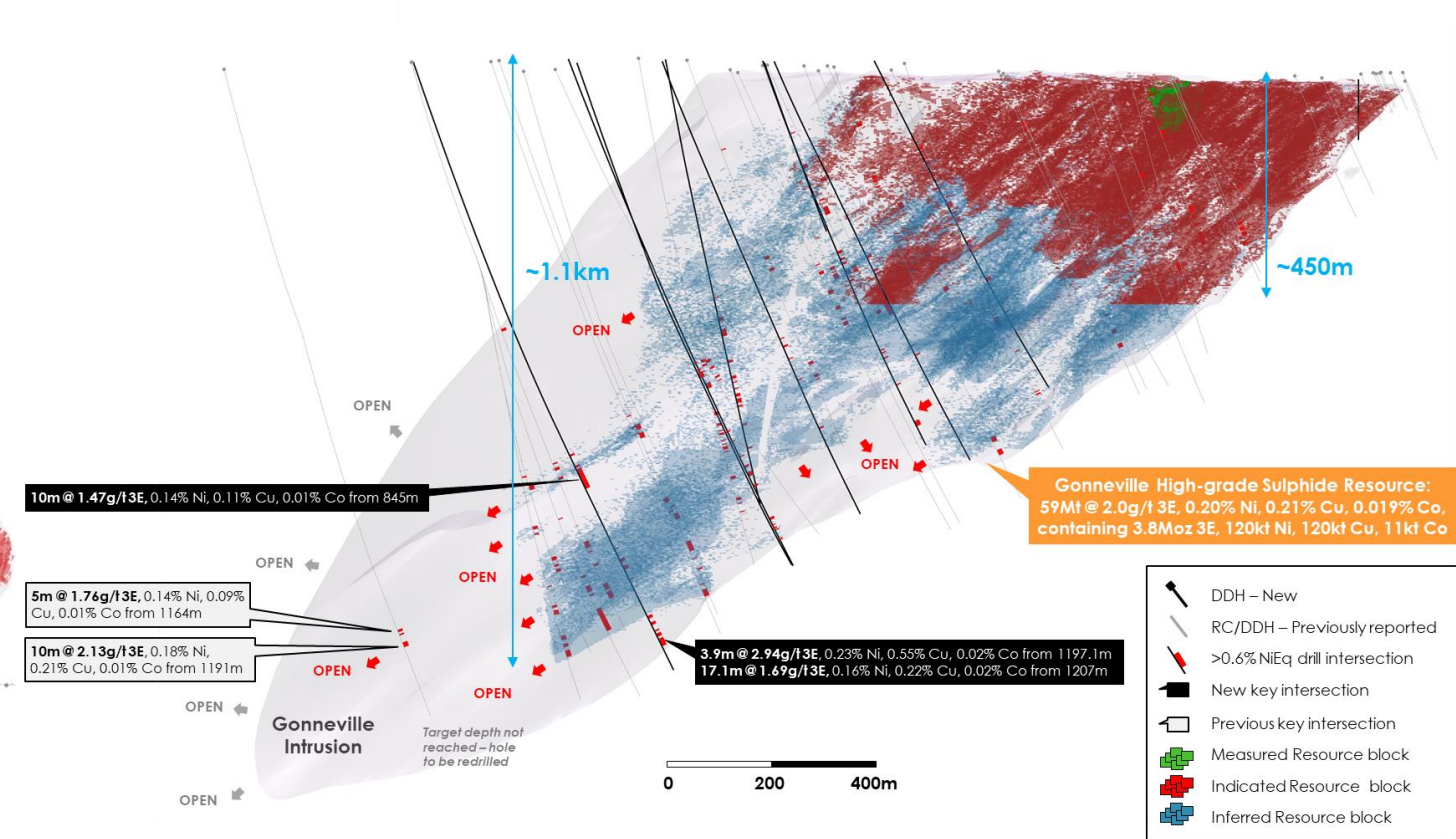 ~1.1km
~450m
OPEN
OPEN
OPEN
10m @ 1.47g/t 3E, 0.14% Ni, 0.11% Cu, 0.01% Co from 845m
Gonneville High-grade Sulphide Resource:
59Mt @ 2.0g/t 3E, 0.20% Ni, 0.21% Cu, 0.019% Co,
containing 3.8Moz 3E, 120kt Ni, 120kt Cu, 11kt Co
OPEN
OPEN
5m @ 1.76g/t 3E, 0.14% Ni, 0.09%
Cu, 0.01% Co from 1164m
10m @ 2.13g/t 3E, 0.18% Ni,
0.21% Cu, 0.01% Co from 1191m
3.9m @ 2.94g/t 3E, 0.23% Ni, 0.55% Cu, 0.02% Co from 1197.1m
17.1m @ 1.69g/t 3E, 0.16% Ni, 0.22% Cu, 0.02% Co from 1207m
OPEN
OPEN
OPEN
Gonneville
Intrusion
Target depth not
reached – hole
to be redrilled
OPEN
0 200 400m
DDH – New
RC/DDH – Previously reported
>0.6% NiEq drill intersection
New key intersection
Previous key intersection
Measured Resource block
Indicated Resource block
Inferred Resource block